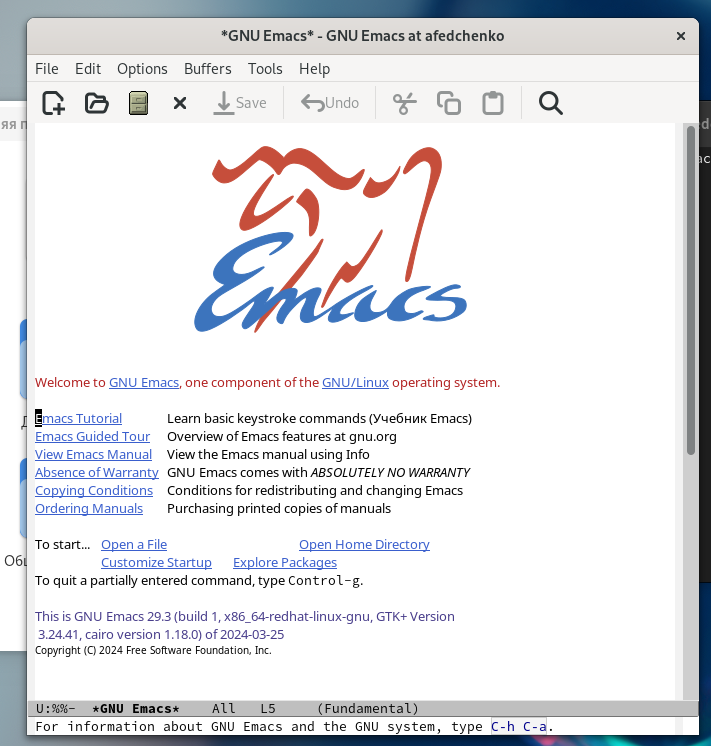 *GNU Emacs* - GNU Emacs at afedchenko
File Edit Options Buffers Tools Help
Save Undo
Emacs
Welcome to GNU Emacs, one component of the GNU/Linux operating system.
Emacs Tutorial Learn basic keystroke commands (Учебник Emacs)
Emacs Guided Tour Overview of Emacs features at gnu.org
View Emacs Manual View the Emacs manual using Info
Absence of Warranty GNU Emacs comes with ABSOLUTELY NO WARRANTY
Copying Conditions Conditions for redistributing and changing Emacs
Ordering Manuals Purchasing printed copies of manuals
To start... Open a File Open Home Directory
Customize Startup Explore Packages
To quit a partially entered command, type Control-g.
This is GNU Emacs 29.3 (build 1, x86_64-redhat-linux-gnu, GTK+ Version
3.24.41, cairo version 1.18.0) of 2024-03-25
Copyright (C) 2024 Free Software Foundation, Inc.
U:%%- *GNU Emacs* All L5 (Fundamental)
For information about GNU Emacs and the GNU system, type C-h C-a.